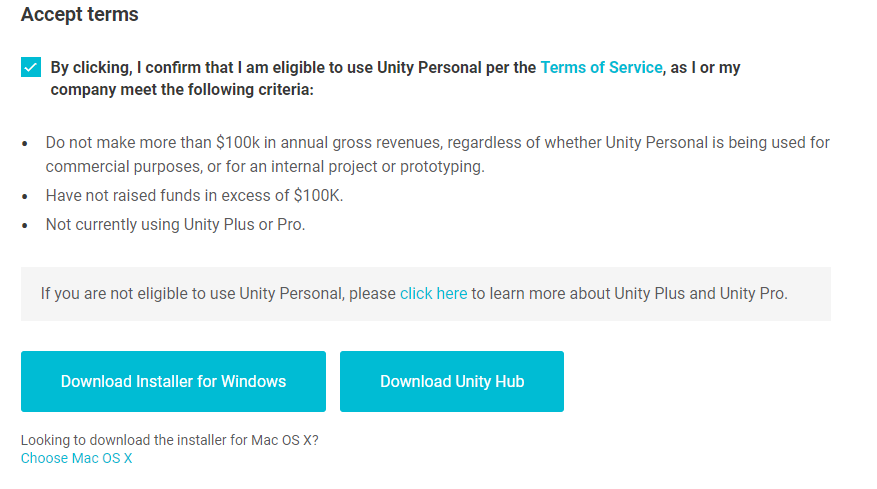 Accept terms
By clicking, I confirm that I am eligible to use Unity Personal per the Terms of Service, as I or my
company meet the following criteria:
Do not make more than $100k in annual gross revenues, regardless of whether Unity Personal is being used for
commercial purposes, or for an internal project or prototyping.
Have not raised funds in excess of $100K.
Not currently using Unity Plus or Pro.
If you are not eligible to use Unity Personal, please click here to learn more about Unity Plus and Unity Pro.
Download Installer for Windows
Download Unity Hub
Looking to download the installer for Mac OS X?
Choose Mac OS X